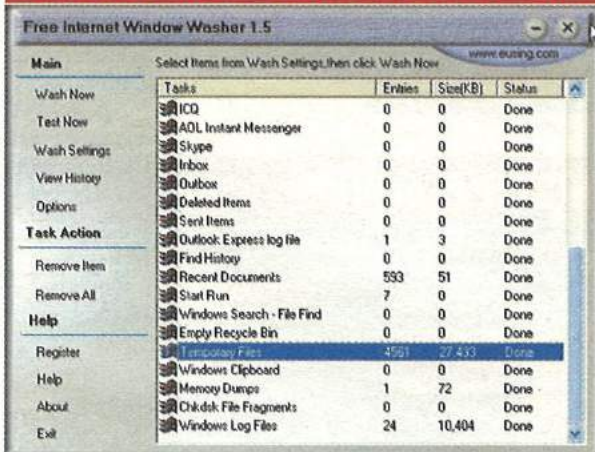 Free Internet Window Washer 1.5
www.eusing.com
Main
Wash Now
Test Now
Wash Settings
View History
Options
Task Action
Remove Item
Remove All
Help
Register
Help
About
Exit
Select Items from Wash Settings,then click Wash Now
Tasks Entries Size(KB) Status
ICQ 0 0 Done
AOL Instant Messenger 0 0 Done
Skype 0 0 Done
Inbox 0 0 Done
Outbox 0 0 Done
Deleted Items 0 0 Done
Sent Items 0 0 Done
Outlook Express log file 1 3 Done
Find History 0 0 Done
Recent Documents 593 51 Done
Start Run 7 0 Done
Windows Search - File Find 0 0 Done
Empty Recycle Bin 0 0 Done
Temporary Files 4561 27,433 Done
Windows Clipboard 0 0 Done
Memory Dumps 1 72 Done
Chkdsk File Fragments 0 0 Done
Windows Log Files 24 10,404 Done